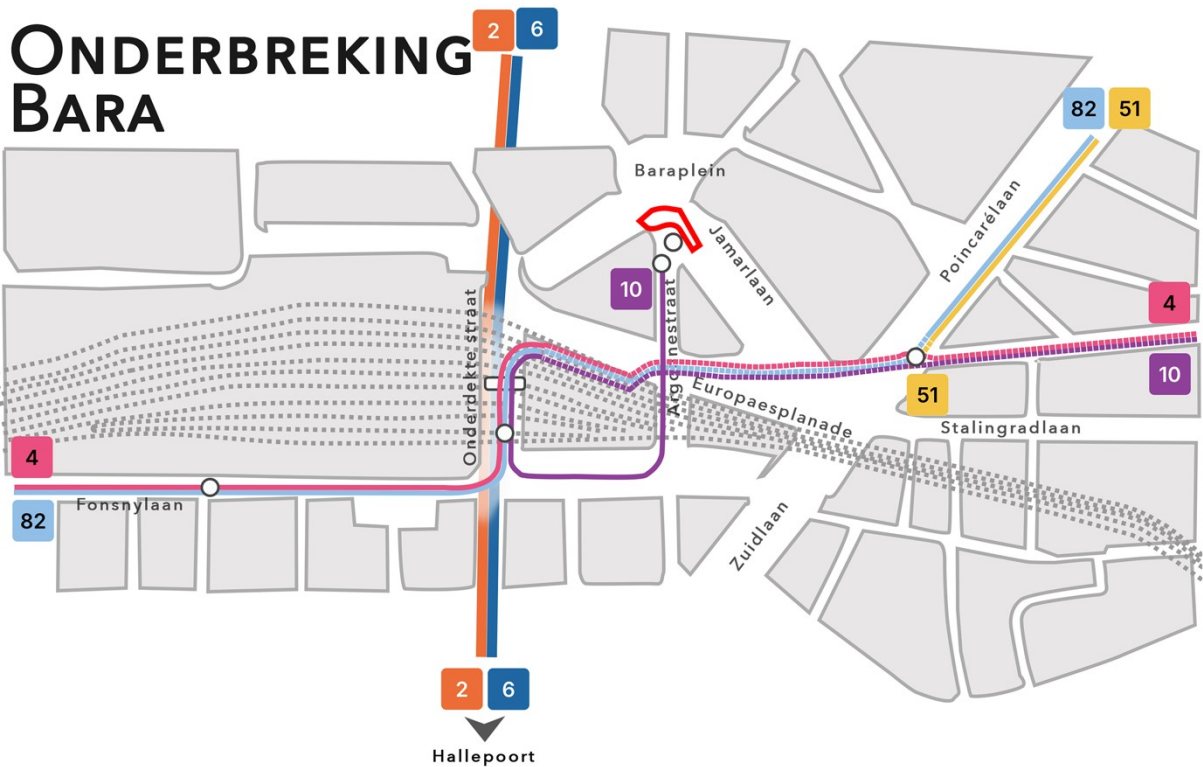 ONDERBREKING
BARA
2 6
82 51
Baraplein
Poincarélaan
Jamarlaan
10
4
Onderdekte straat
10
51
Europaesplanade
Stalingradlaan
4
Fonsnylaan
82
Zuidlaan
2 6
Hallepoort